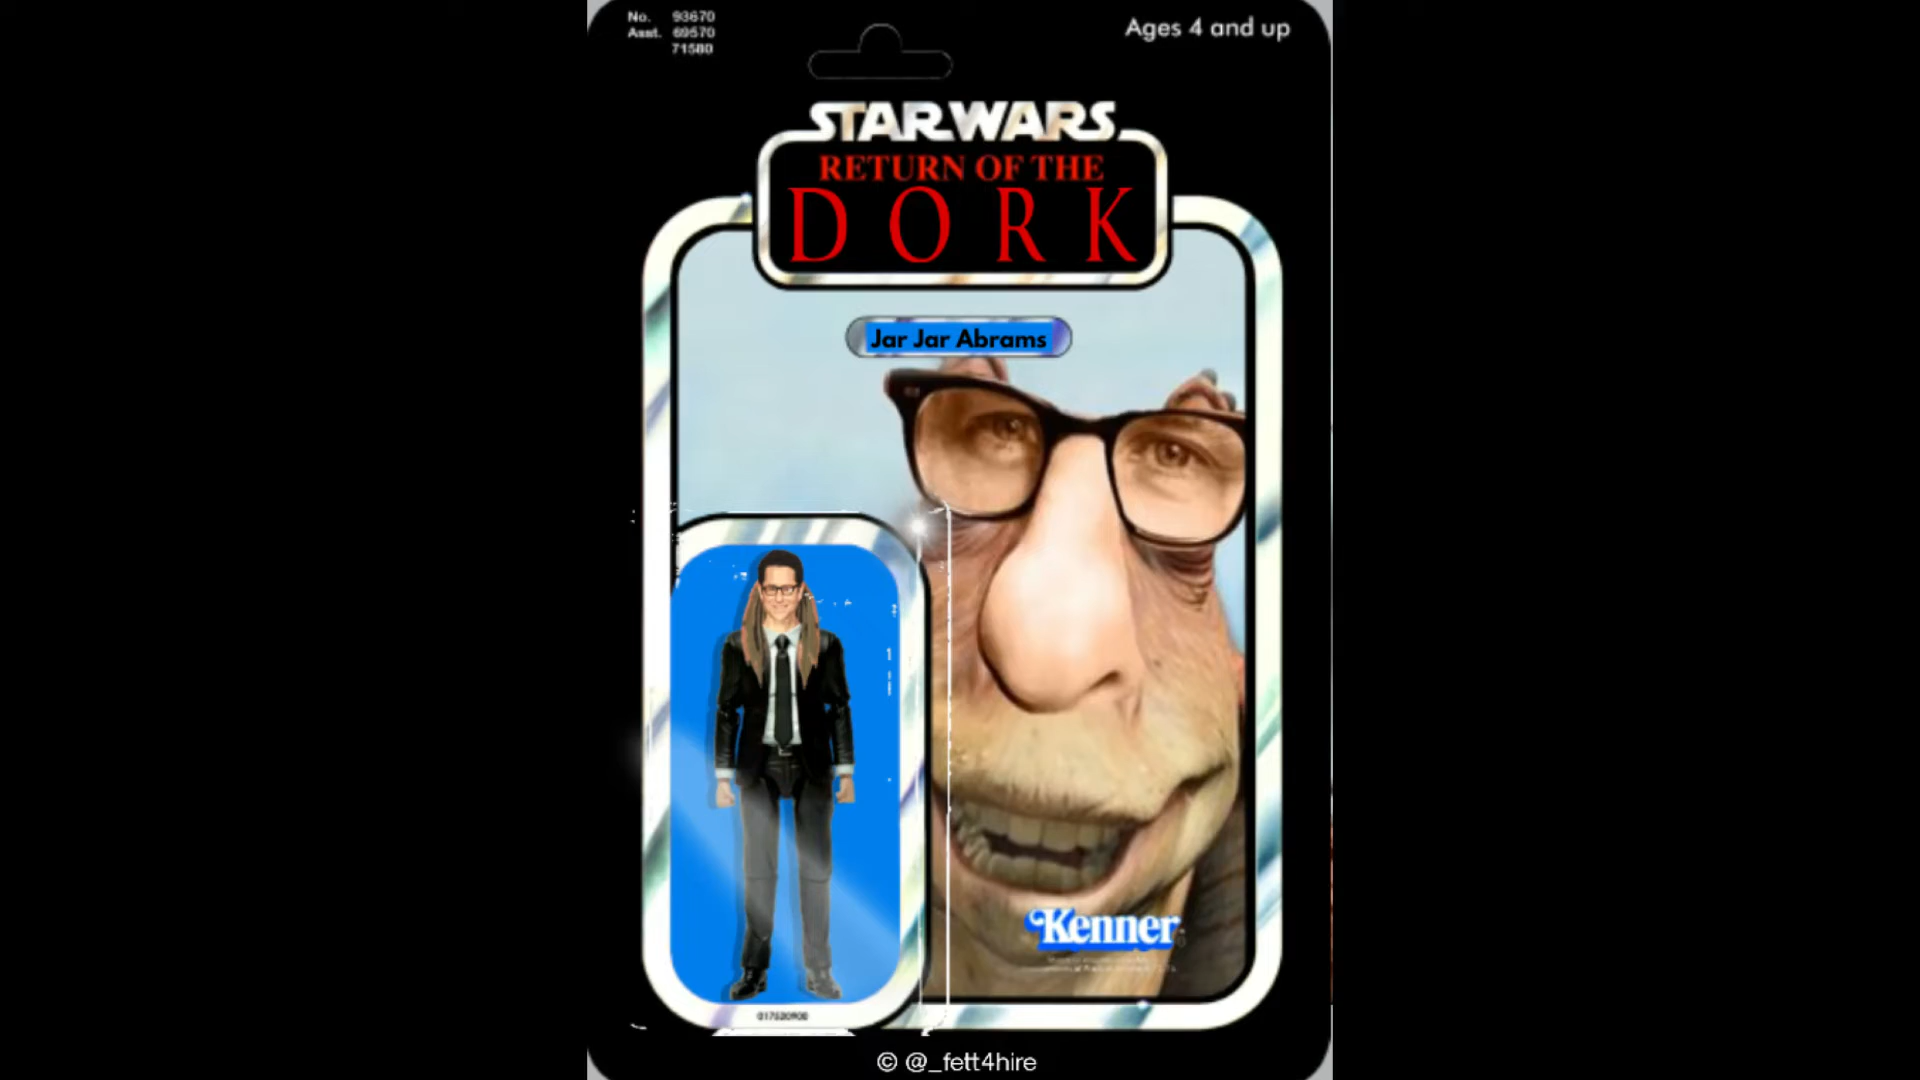 No. 93670
Asst. 69570
71580
Ages 4 and up
STAR WARS
RETURN OF THE
DORK
Jar Jar Abrams
Kenner
017520900
© @_fett4hire